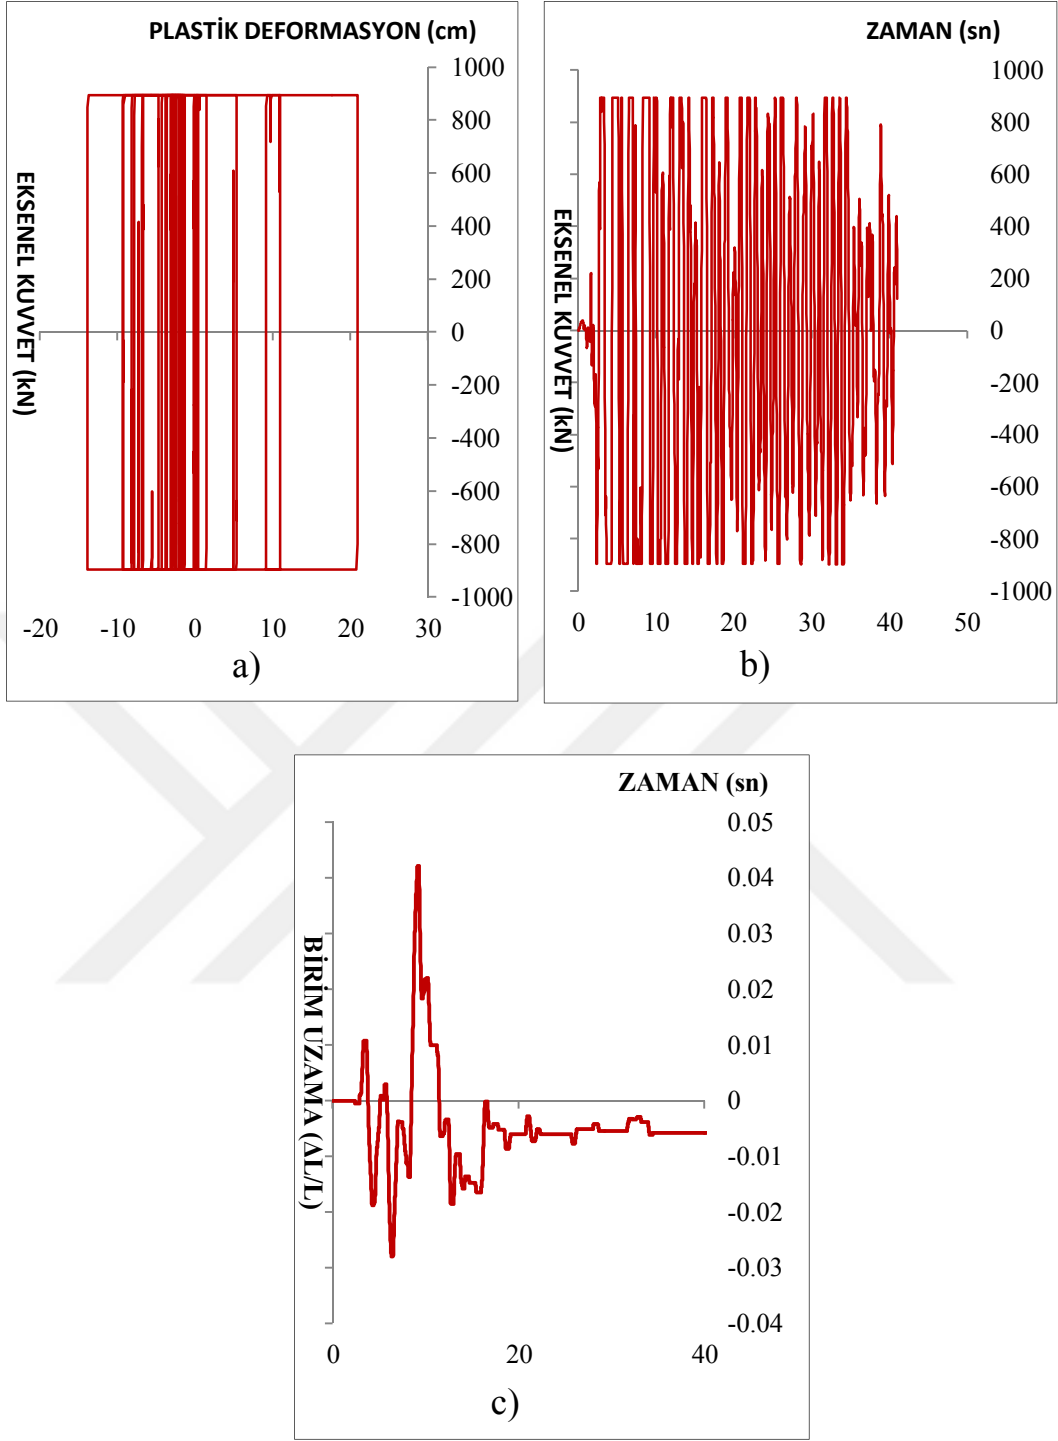 PLASTİK DEFORMASYON (cm)
EKSENEL KUVVET (kN)
1000
800
600
400
200
0
-200
-400
-600
-800
-1000
-20 -10 0 10 20 30
a)
ZAMAN (sn)
EKSENEL KUVVET (kN)
1000
800
600
400
200
0
-200
-400
-600
-800
-1000
0 10 20 30 40 50
b)
ZAMAN (sn)
BİRİM UZAMA (ΔL/L)
0.05
0.04
0.03
0.02
0.01
0
-0.01
-0.02
-0.03
-0.04
0 20 40
c)